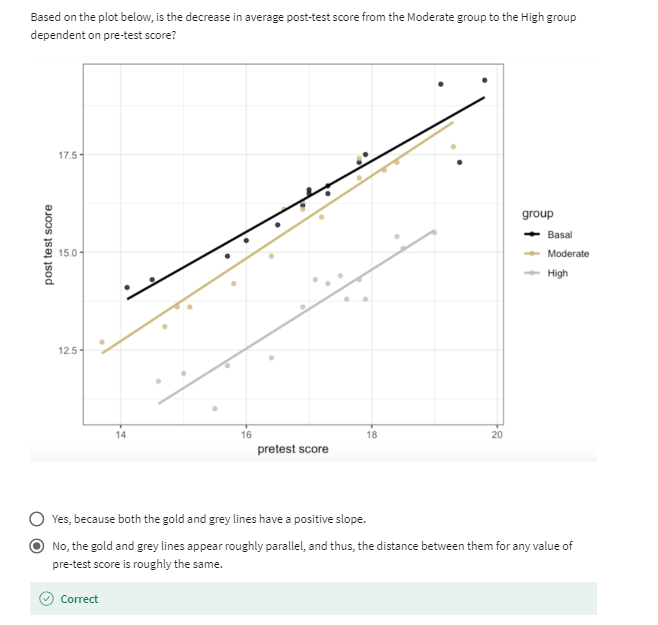 Based on the plot below, is the decrease in average post-test score from the Moderate group to the High group
dependent on pre-test score?
17.5
15.0
12.5
post test score
14 16 18 20
pretest score
group
Basal
Moderate
High
Yes, because both the gold and grey lines have a positive slope.
No, the gold and grey lines appear roughly parallel, and thus, the distance between them for any value of
pre-test score is roughly the same.
Correct